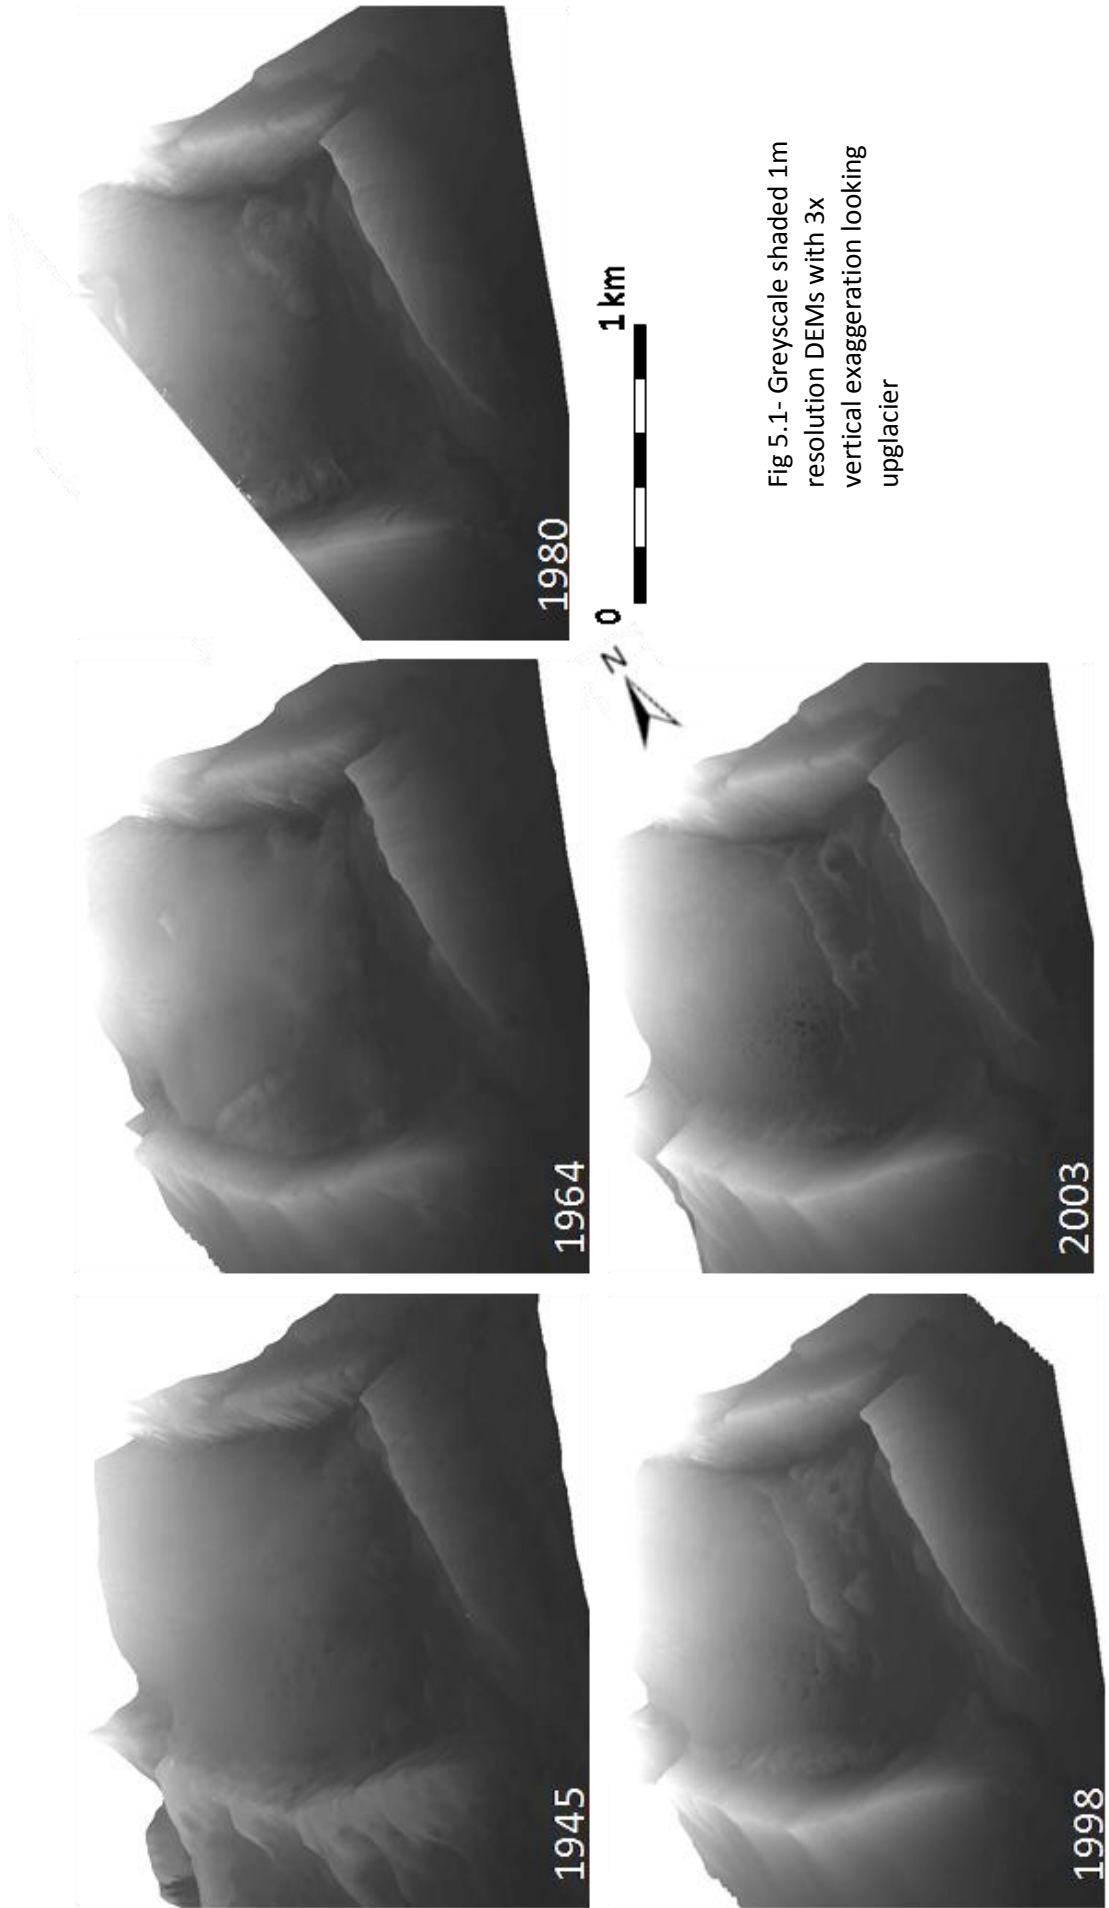 1945
1964
1980
1998
2003
N
0
1 km
Fig 5.1- Greyscale shaded 1m
resolution DEMs with 3x
vertical exaggeration looking
upglacier